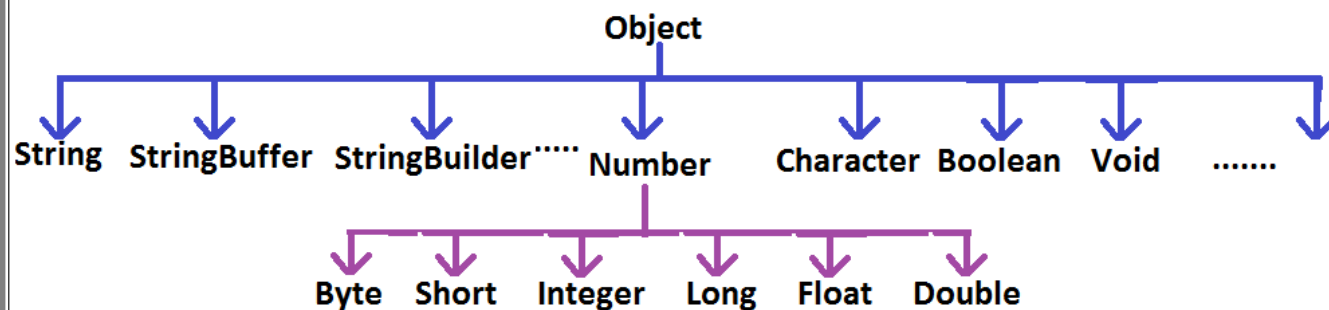 Object
String StringBuffer StringBuilder ..... Number Character Boolean Void .......
Byte Short Integer Long Float Double